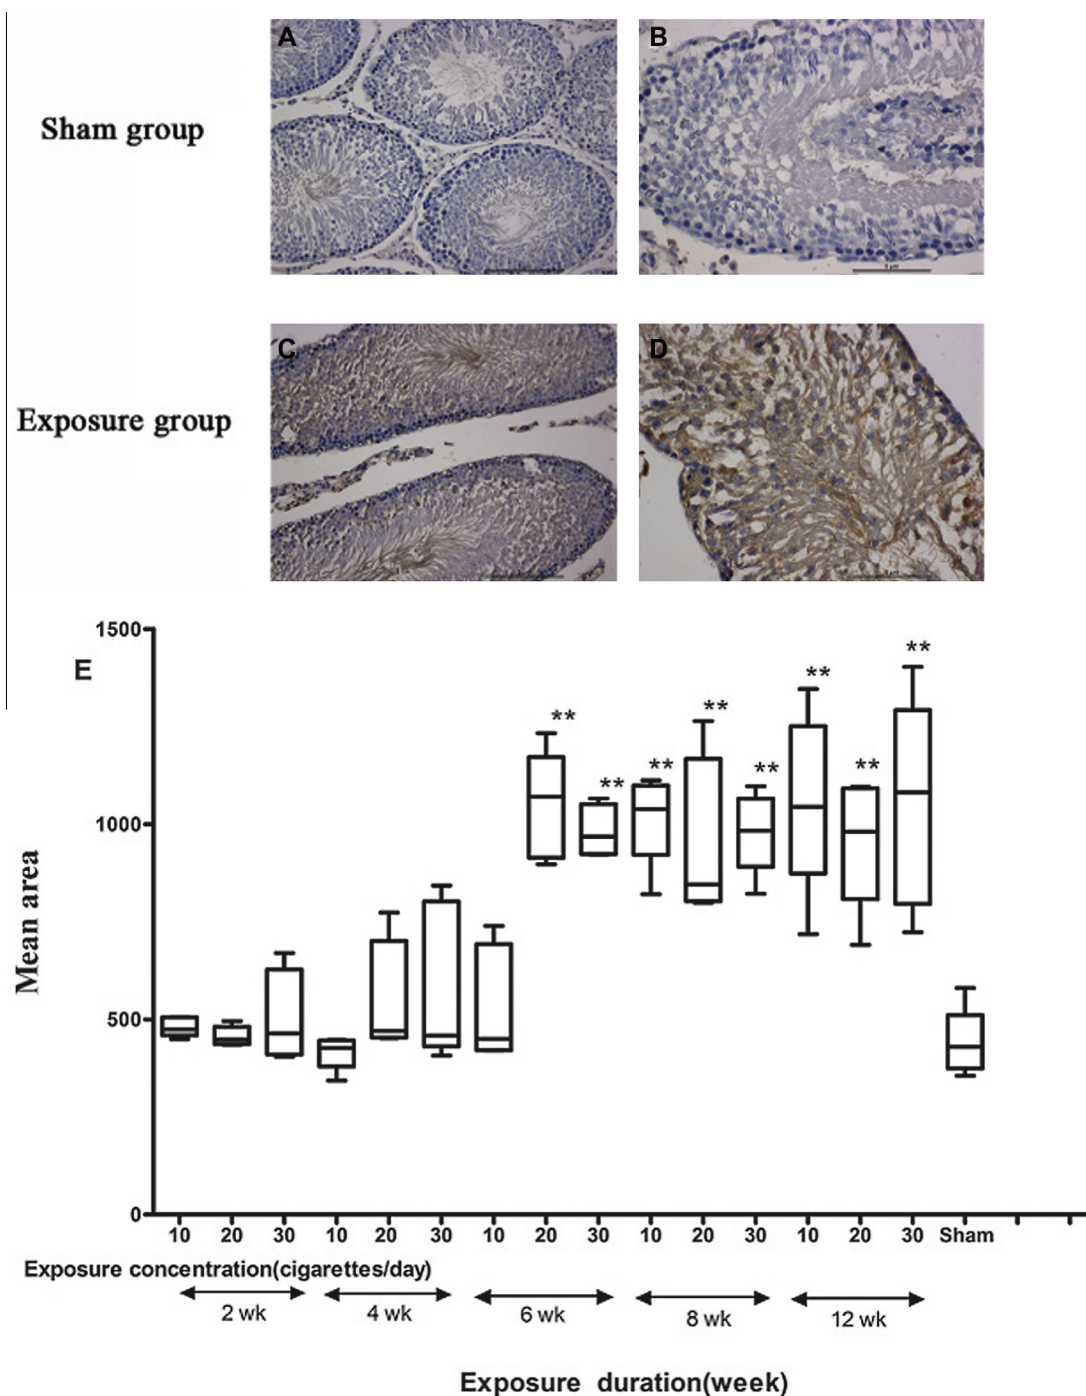 A
B
Sham group
5 µm
C
D
Exposure group
1500
E
**
**
**
**
**
**
**
**
1000
Mean area
500
0
10 20 30 10 20 30 10 20 30 10 20 30 10 20 30 Sham
Exposure concentration(cigarettes/day)
2 wk 4 wk 6 wk 8 wk 12 wk
Exposure duration(week)